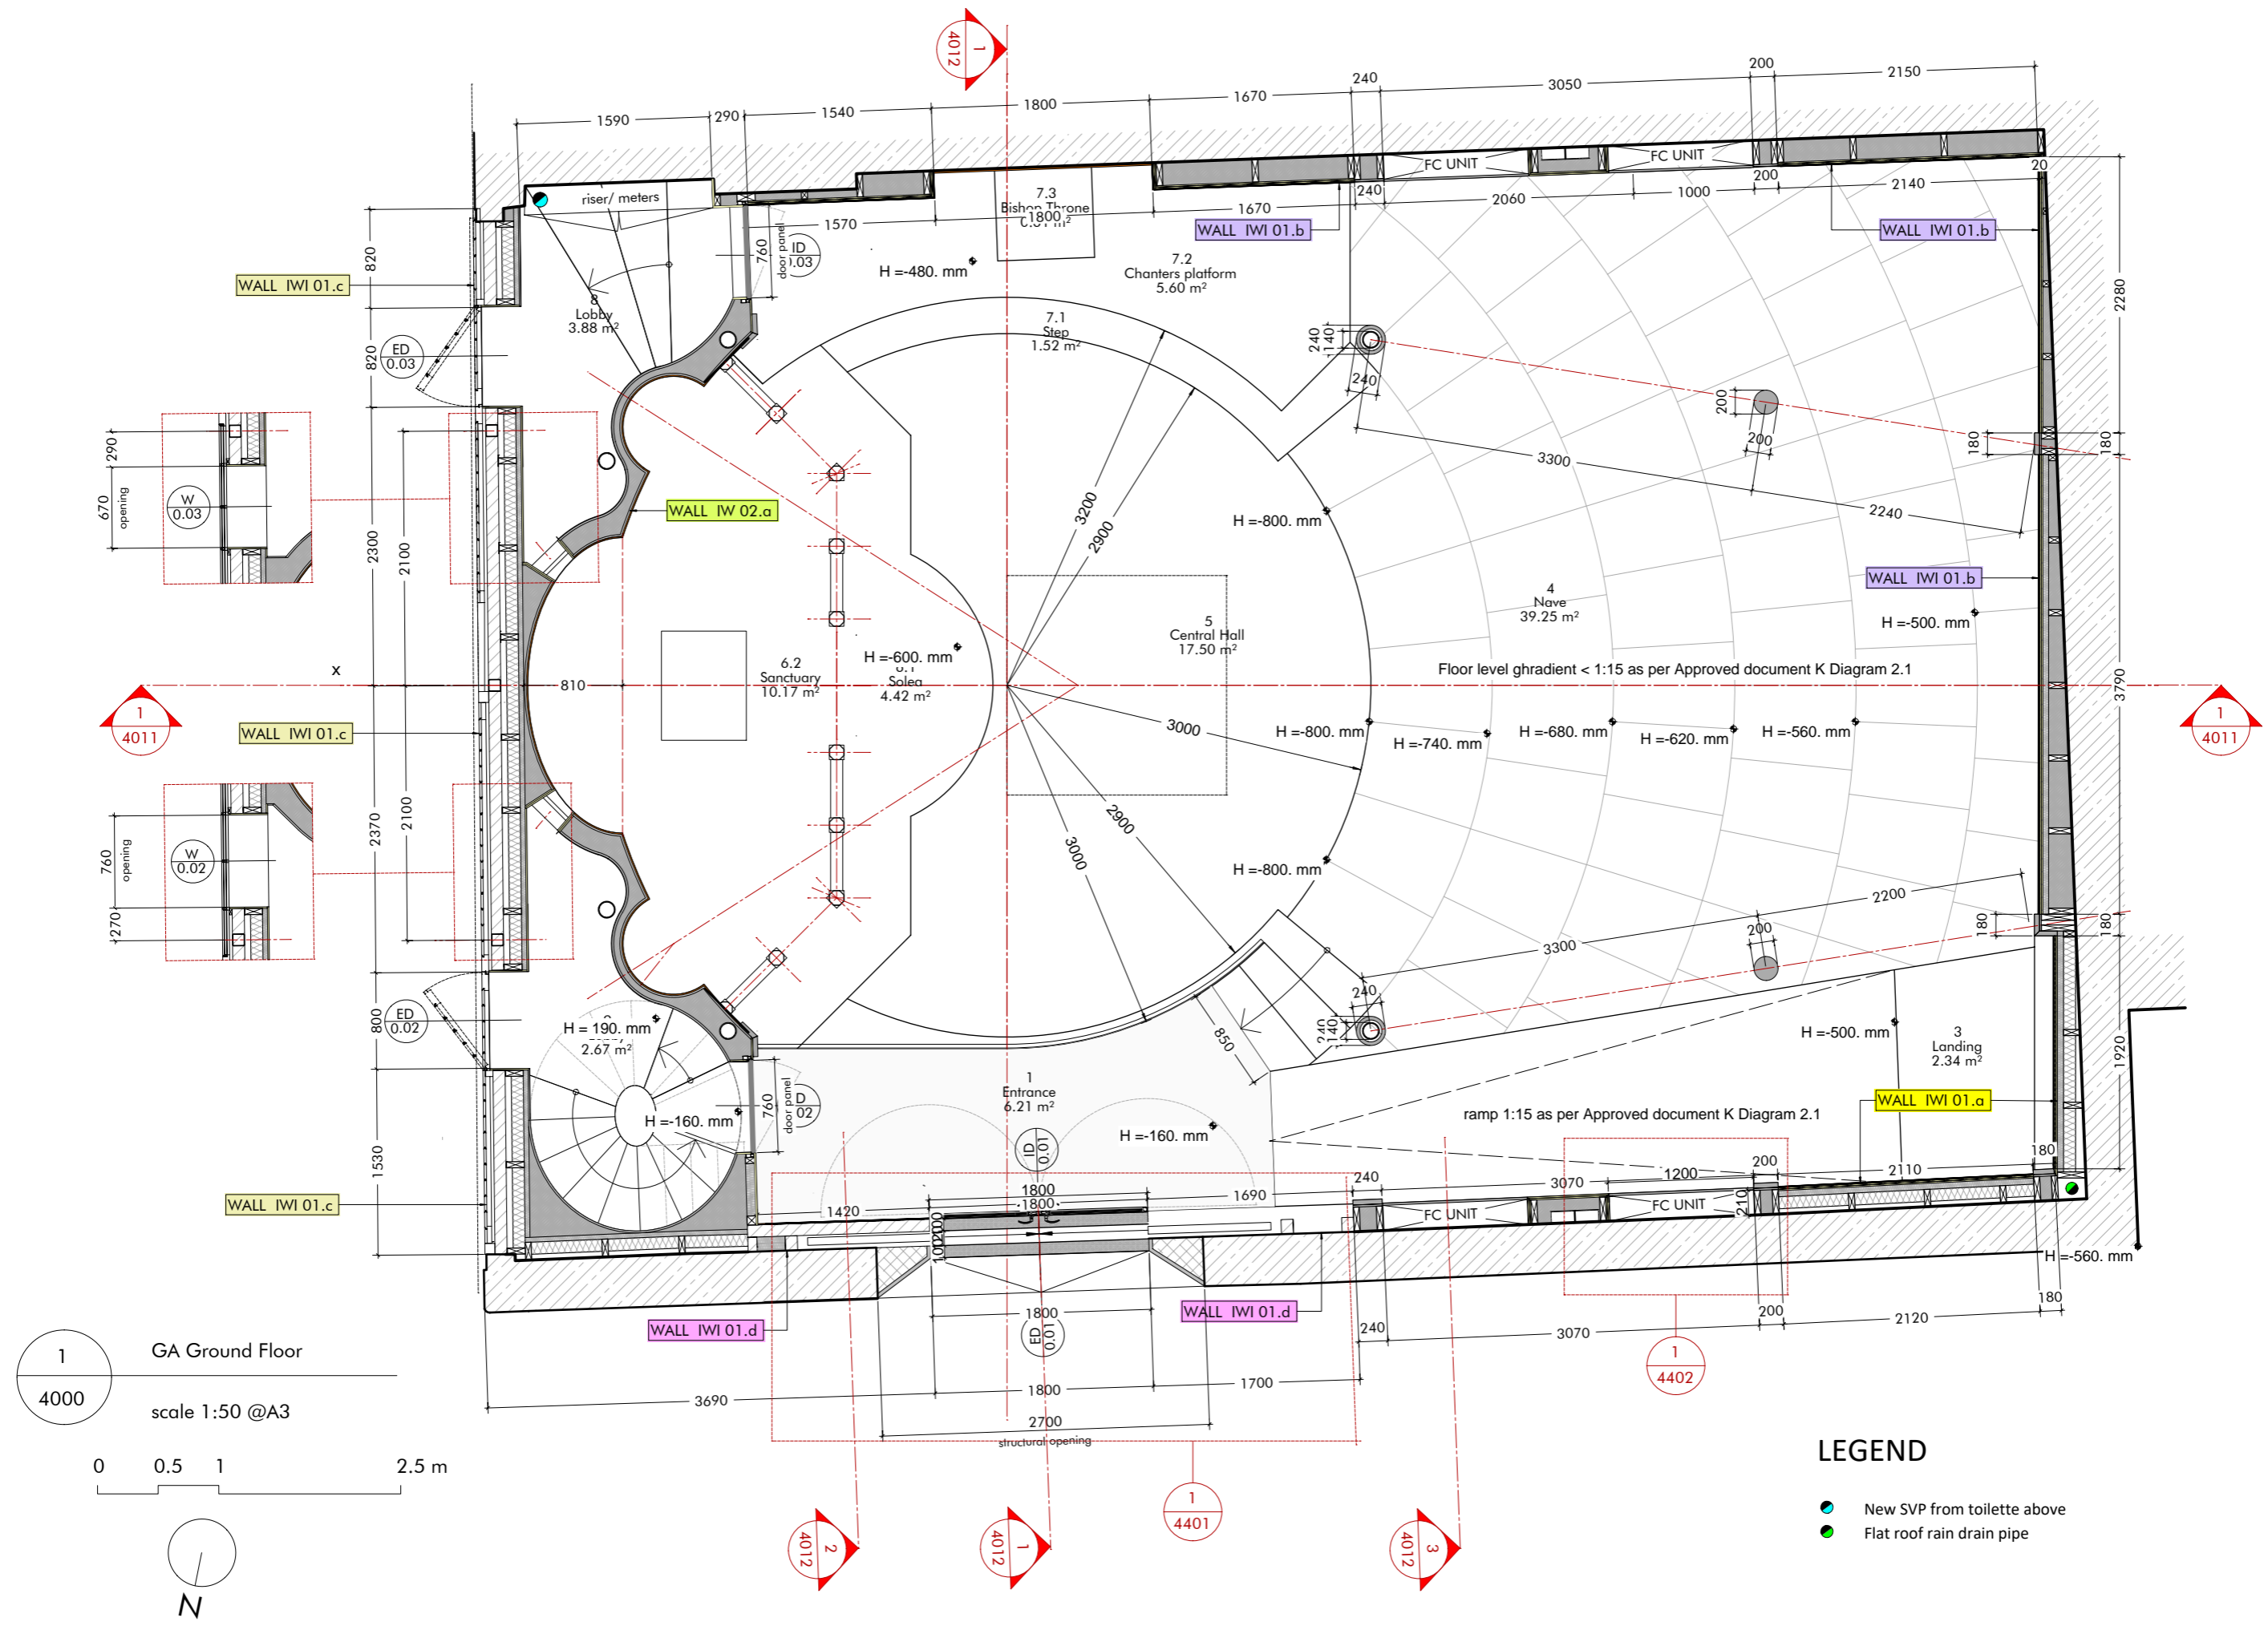 1
4012
200
240
3050
2150
1670
1800
1540
290
1590
FC UNIT
FC UNIT
20
riser/ meters
7.3
Bishop Throne
1800
240
200
2060
1000
2140
1670
1570
WALL IWI 01.b
WALL IWI 01.b
820
760
door panel
ID
H =-480. mm
7.2
Chanters platform
5.60 m²
WALL IWI 01.c
8
Lobby
3.88 m²
2280
7.1
Step
1.52 m²
240
140
240
ED
0.03
820
200
200
180
180
290
W
0.03
670
opening
3300
2240
WALL IW 02.a
3200
2900
H =-800. mm
2300
2100
WALL IWI 01.b
4
Nave
39.25 m²
H =-500. mm
5
Central Hall
17.50 m²
x
810
6.2
Sanctuary
10.17 m²
H =-600. mm
Solea
4.42 m²
Floor level ghradient < 1:15 as per Approved document K Diagram 2.1
3790
1
4011
1
4011
WALL IWI 01.c
3000
H =-800. mm
H =-740. mm
H =-680. mm
H =-620. mm
H =-560. mm
2900
3000
2370
2100
W
0.02
760
opening
270
H =-800. mm
2200
200
3300
180
180
240
240
140
850
ED
0.02
800
H = 190. mm
2.67 m²
H =-500. mm
3
Landing
2.34 m²
1920
1
Entrance
6.21 m²
WALL IWI 01.a
760
door panel
H =-160. mm
H =-160. mm
ramp 1:15 as per Approved document K Diagram 2.1
ID
0.01
1530
180
200
240
1200
2110
3070
1690
1800
1800
1420
WALL IWI 01.c
FC UNIT
FC UNIT
210
200
100
H =-560. mm
180
200
2120
3070
240
1800
ED
0.01
WALL IWI 01.d
WALL IWI 01.d
1
4402
1
4000
GA Ground Floor
scale 1:50 @A3
3690
1800
1700
2700
structural opening
0 0.5 1 2.5 m
1
4401
2
4012
1
4012
3
4012
N
LEGEND
New SVP from toilette above
Flat roof rain drain pipe